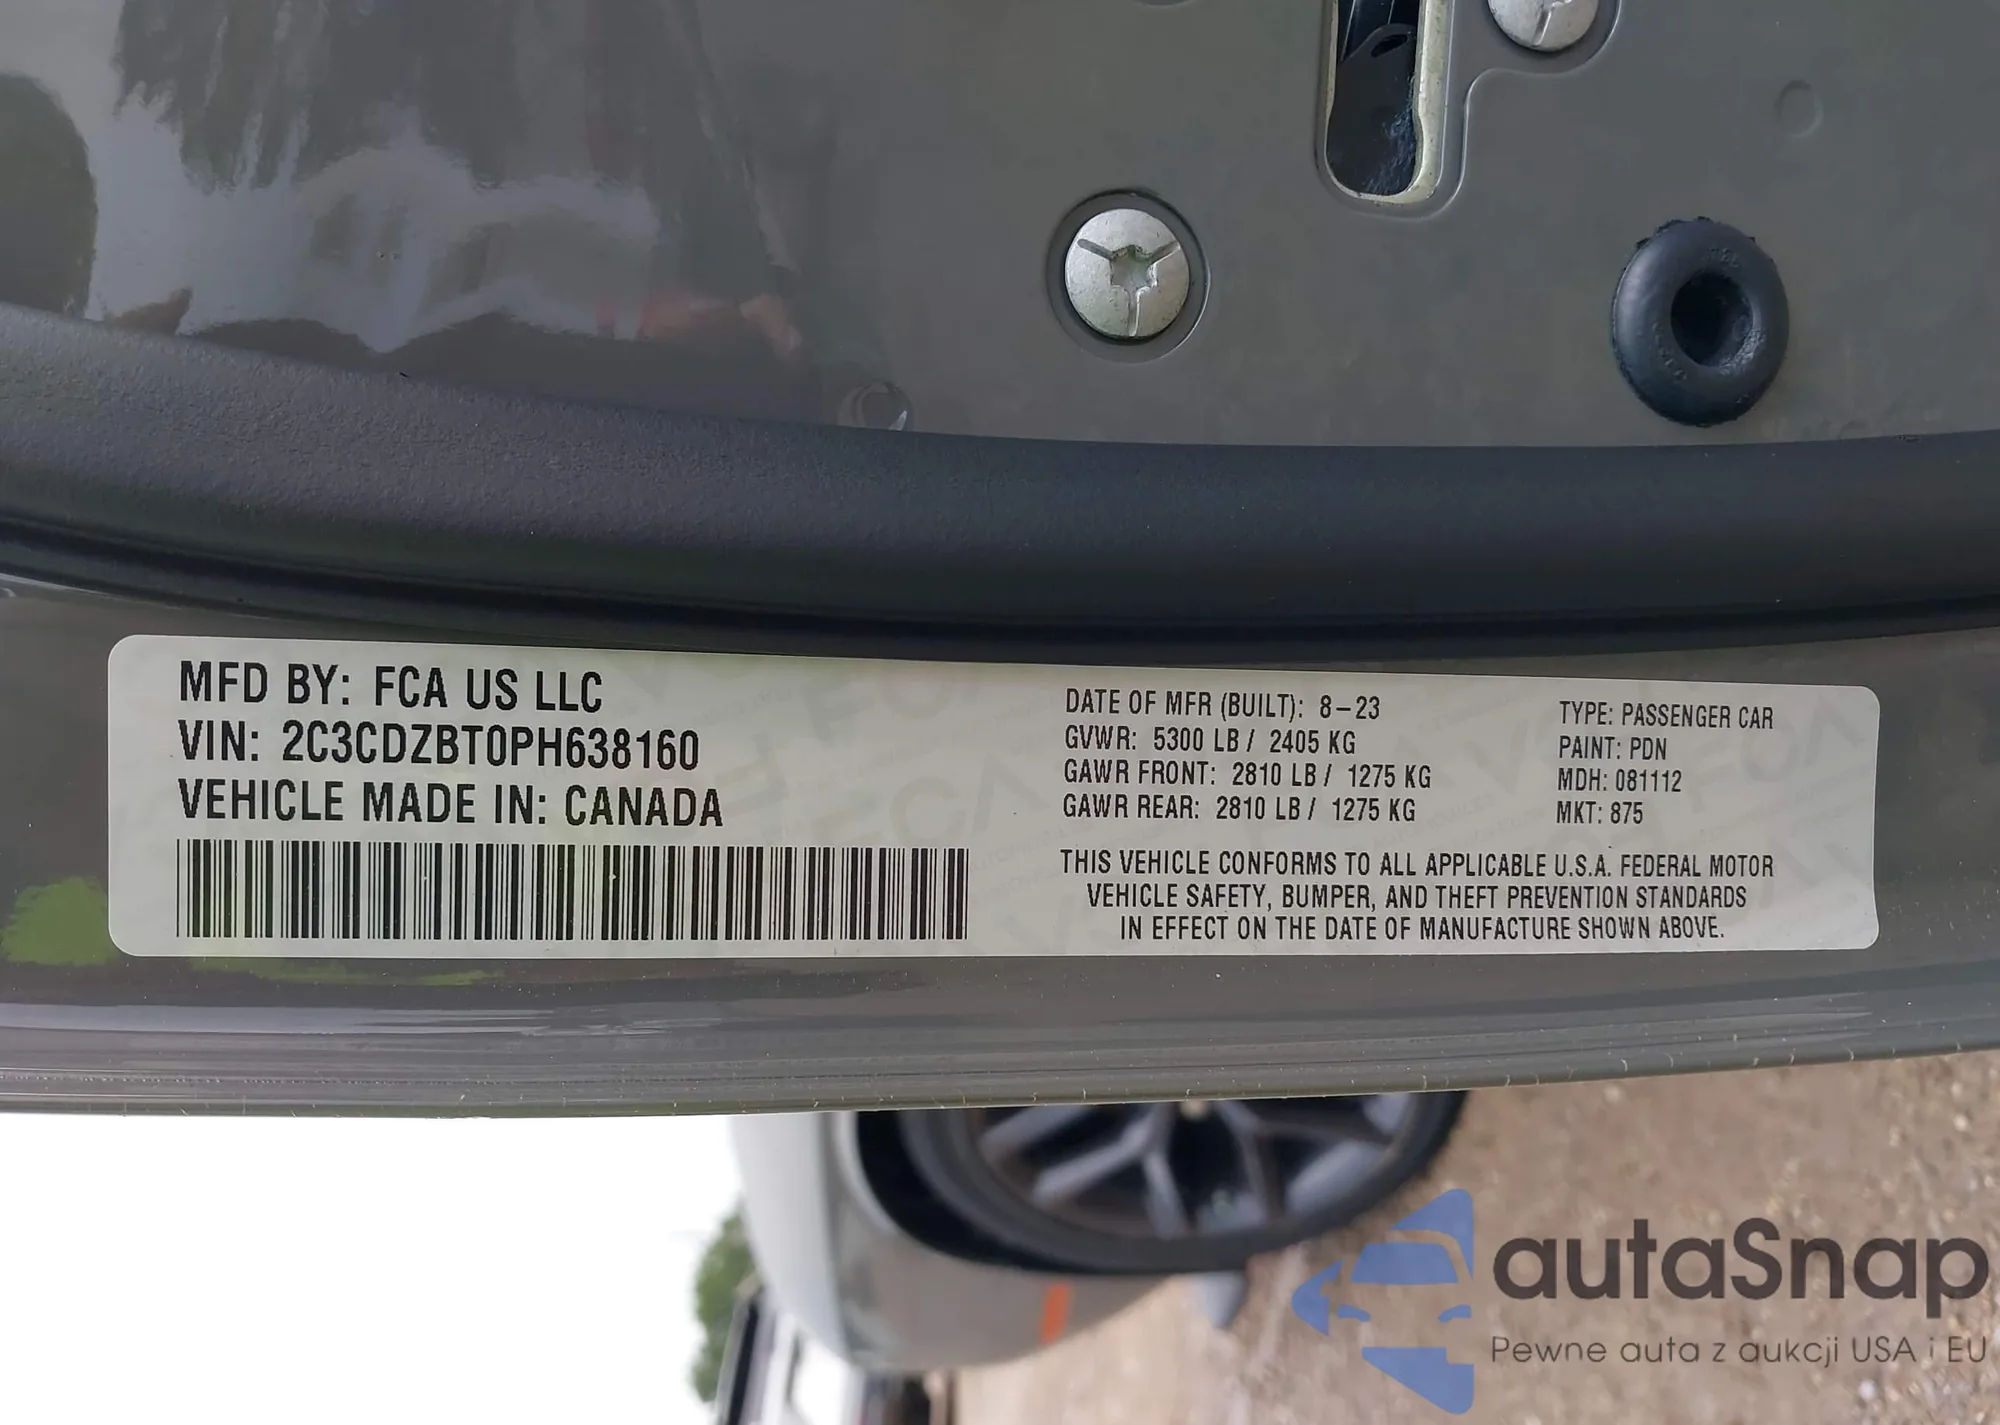 MFD BY: FCA US LLC
VIN: 2C3CDZBT0PH638160
VEHICLE MADE IN: CANADA
DATE OF MFR (BUILT): 8-23
GVWR: 5300 LB / 2405 KG
GAWR FRONT: 2810 LB / 1275 KG
GAWR REAR: 2810 LB / 1275 KG
TYPE: PASSENGER CAR
PAINT: PDN
MDH: 081112
MKT: 875
THIS VEHICLE CONFORMS TO ALL APPLICABLE U.S.A. FEDERAL MOTOR
VEHICLE SAFETY, BUMPER, AND THEFT PREVENTION STANDARDS
IN EFFECT ON THE DATE OF MANUFACTURE SHOWN ABOVE.
autaSnap
Pewne auta z aukcji USA i EU